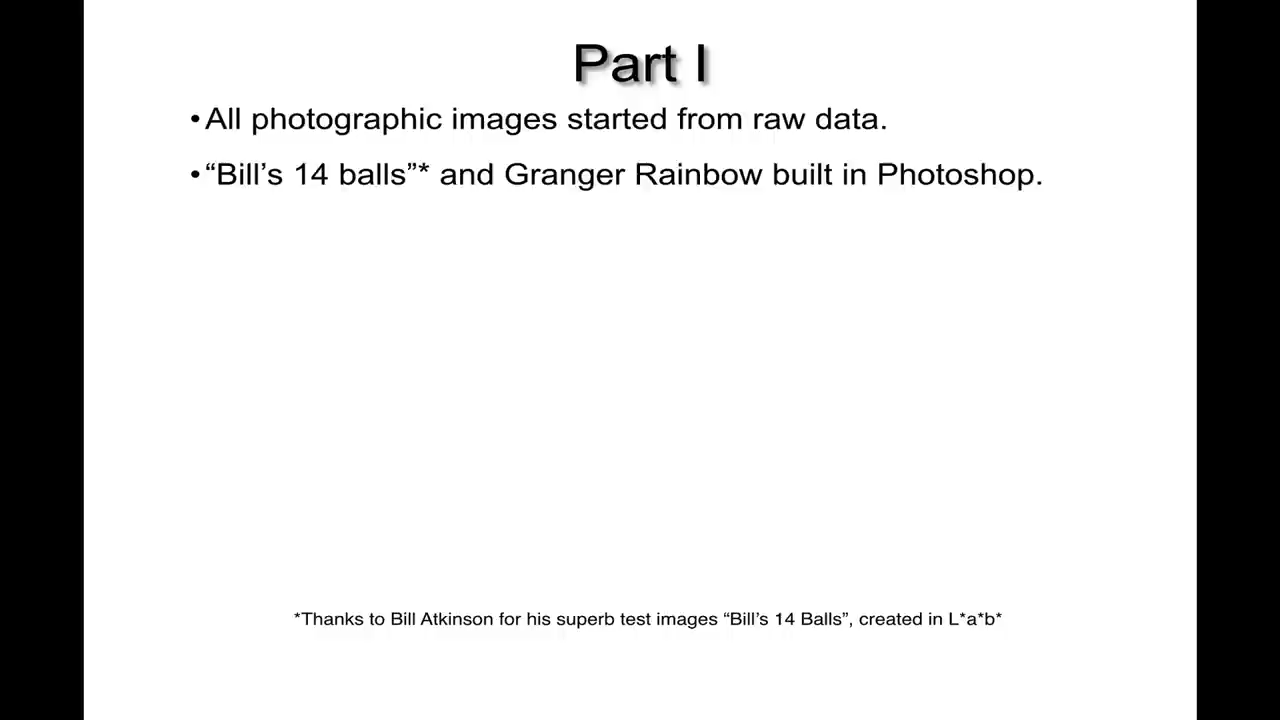 Part I
•All photographic images started from raw data.
•“Bill’s 14 balls”* and Granger Rainbow built in Photoshop.
*Thanks to Bill Atkinson for his superb test images “Bill’s 14 Balls”, created in L*a*b*